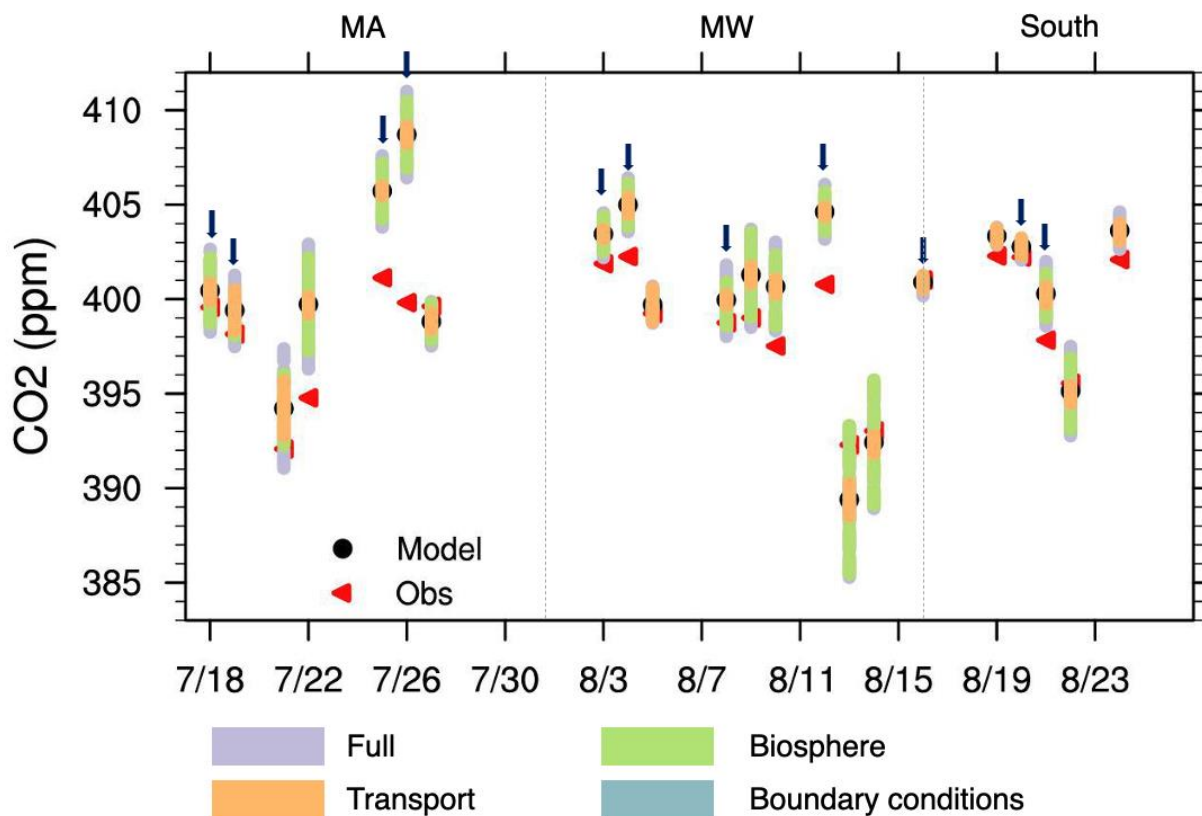 MA MW South
CO2 (ppm)
410
405
400
395
390
385
Model
Obs
7/18 7/22 7/26 7/30 8/3 8/7 8/11 8/15 8/19 8/23
Full Biosphere
Transport Boundary conditions